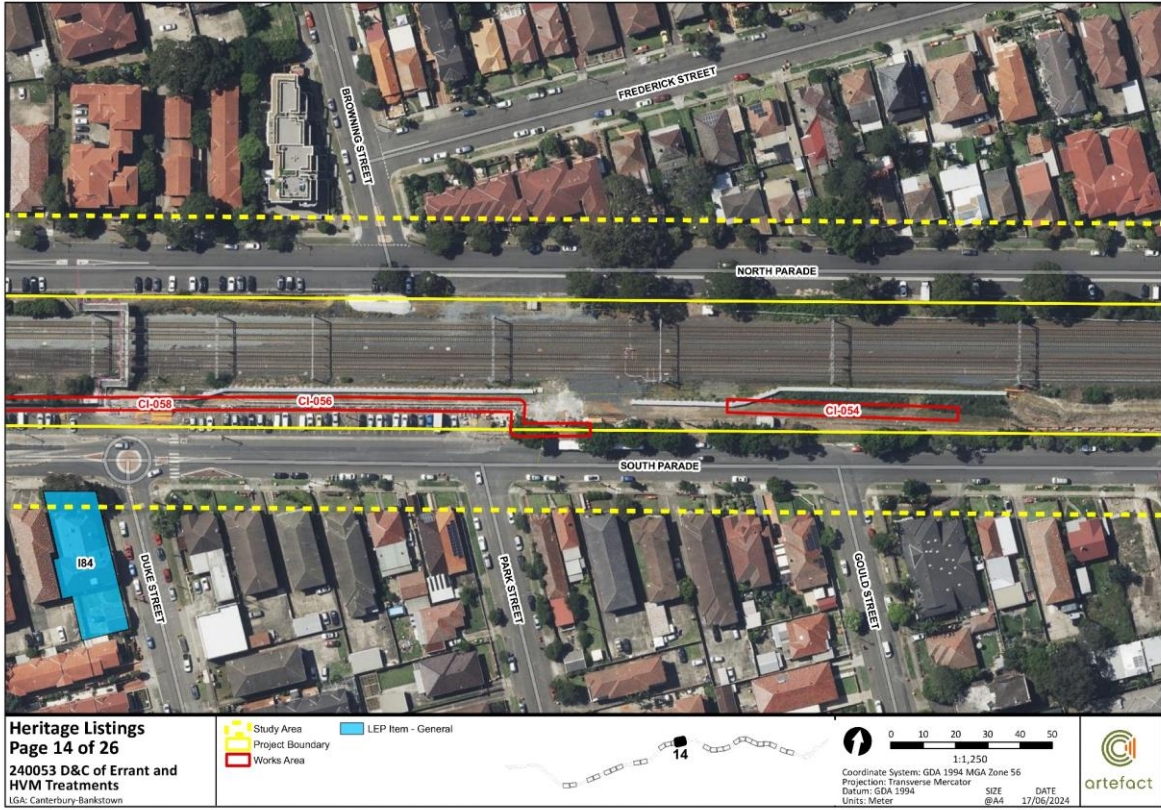 BROWNING STREET
FREDERICK STREET
NORTH PARADE
CI-058
CI-056
CI-054
SOUTH PARADE
I84
DUKE STREET
PARK STREET
GOULD STREET
Heritage Listings
Page 14 of 26
240053 D&C of Errant and
HVM Treatments
LGA: Canterbury-Bankstown
Study Area
Project Boundary
Works Area
LEP Item - General
14
0 10 20 30 40 50
1:1,250
Coordinate System: GDA 1994 MGA Zone 56
Projection: Transverse Mercator
Datum: GDA 1994
Units: Meter
SIZE
@A4
DATE
17/06/2024
artefact